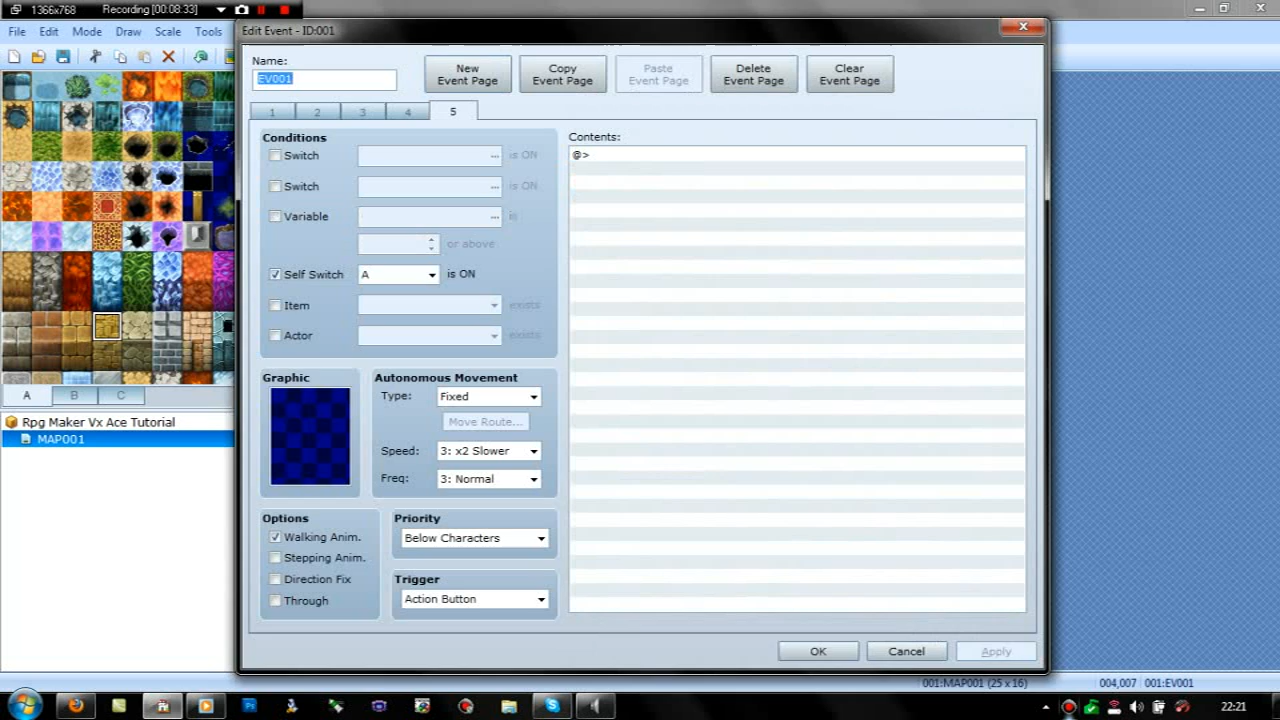 1366x768 Recording [00:08:33]
File Edit Mode Draw Scale Tools
Edit Event - ID:001
Name:
EV001
New Event Page
Copy Event Page
Paste Event Page
Delete Event Page
Clear Event Page
1 2 3 4 5
Conditions
Switch ... is ON
Switch ... is ON
Variable ... is
or above
Self Switch A is ON
Item exists
Actor exists
Graphic
Autonomous Movement
Type: Fixed
Move Route...
Speed: 3: x2 Slower
Freq: 3: Normal
Options
Walking Anim.
Stepping Anim.
Direction Fix
Through
Priority
Below Characters
Trigger
Action Button
Contents:
@>
OK Cancel Apply
A B C
Rpg Maker Vx Ace Tutorial
MAP001
001:MAP001 (25 x 16) 004,007 001:EV001
22:21